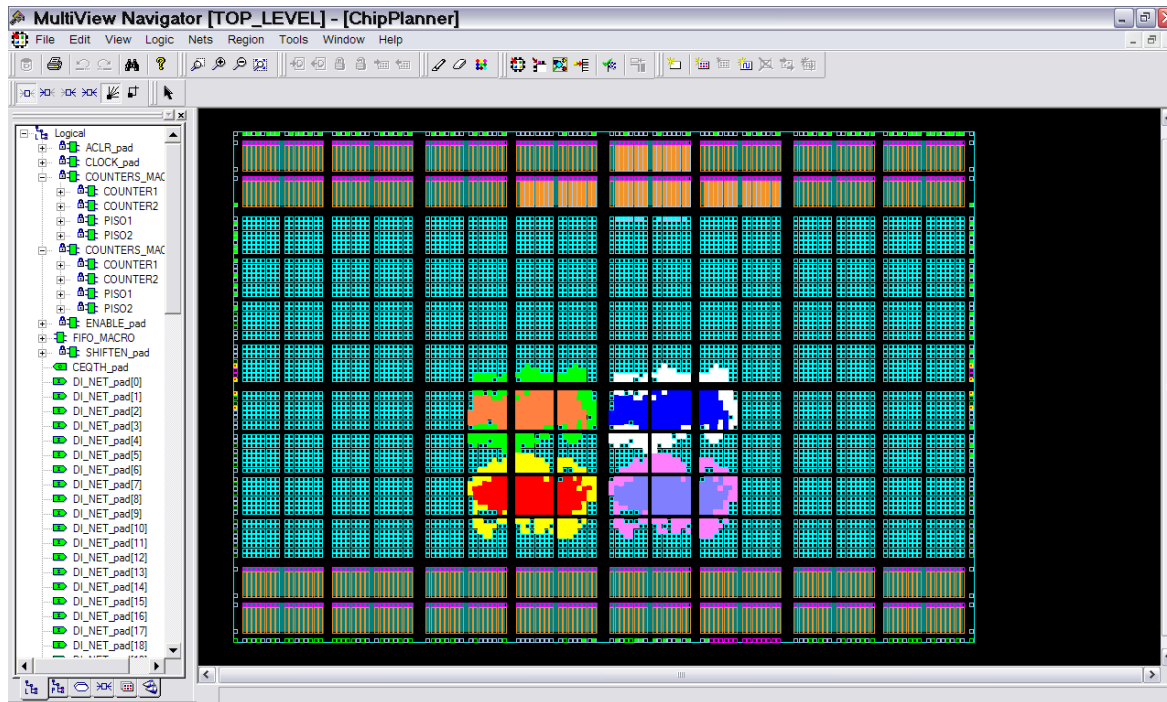 MultiView Navigator [TOP_LEVEL] - [ChipPlanner]
File Edit View Logic Nets Region Tools Window Help
Logical
ACLR_pad
CLOCK_pad
COUNTERS_MAC
COUNTER1
COUNTER2
PISO1
PISO2
COUNTERS_MAC
COUNTER1
COUNTER2
PISO1
PISO2
ENABLE_pad
FIFO_MACRO
SHIFTEN_pad
CEQTH_pad
DI_NET_pad[0]
DI_NET_pad[1]
DI_NET_pad[2]
DI_NET_pad[3]
DI_NET_pad[4]
DI_NET_pad[5]
DI_NET_pad[6]
DI_NET_pad[7]
DI_NET_pad[8]
DI_NET_pad[9]
DI_NET_pad[10]
DI_NET_pad[11]
DI_NET_pad[12]
DI_NET_pad[13]
DI_NET_pad[14]
DI_NET_pad[15]
DI_NET_pad[16]
DI_NET_pad[17]
DI_NET_pad[18]